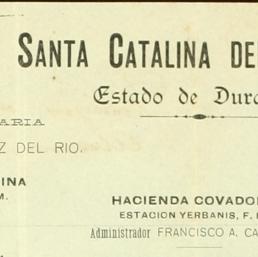 SANTA CATALINA DE
Estado de Dura
ARIA
Z DEL RIO.
INA
M.
HACIENDA COVADO
ESTACION YERBANIS, F.
Administrador FRANCISCO A. CA